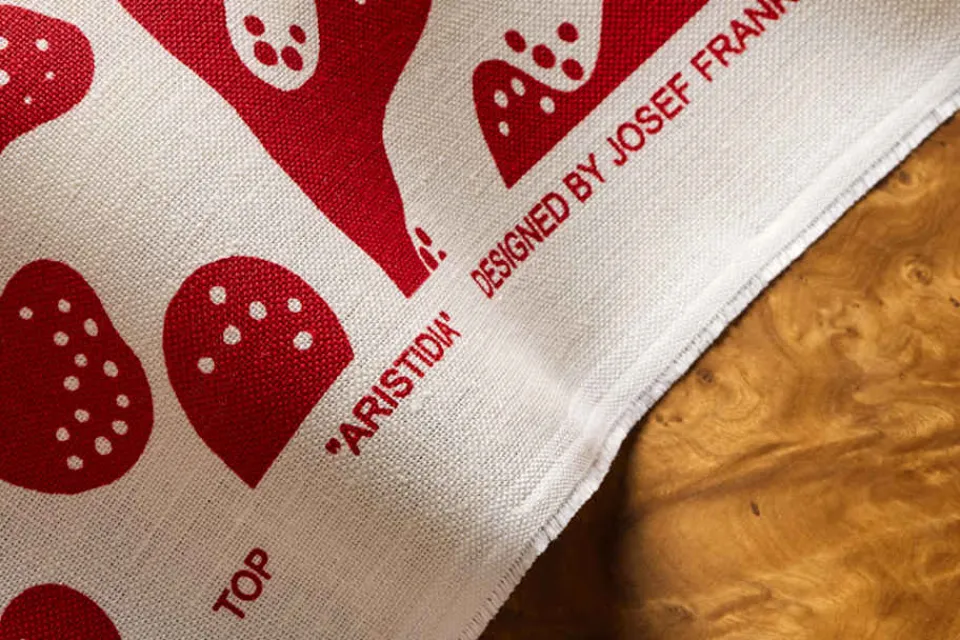 "ARISTIDIA" DESIGNED BY JOSEF FRANK
TOP